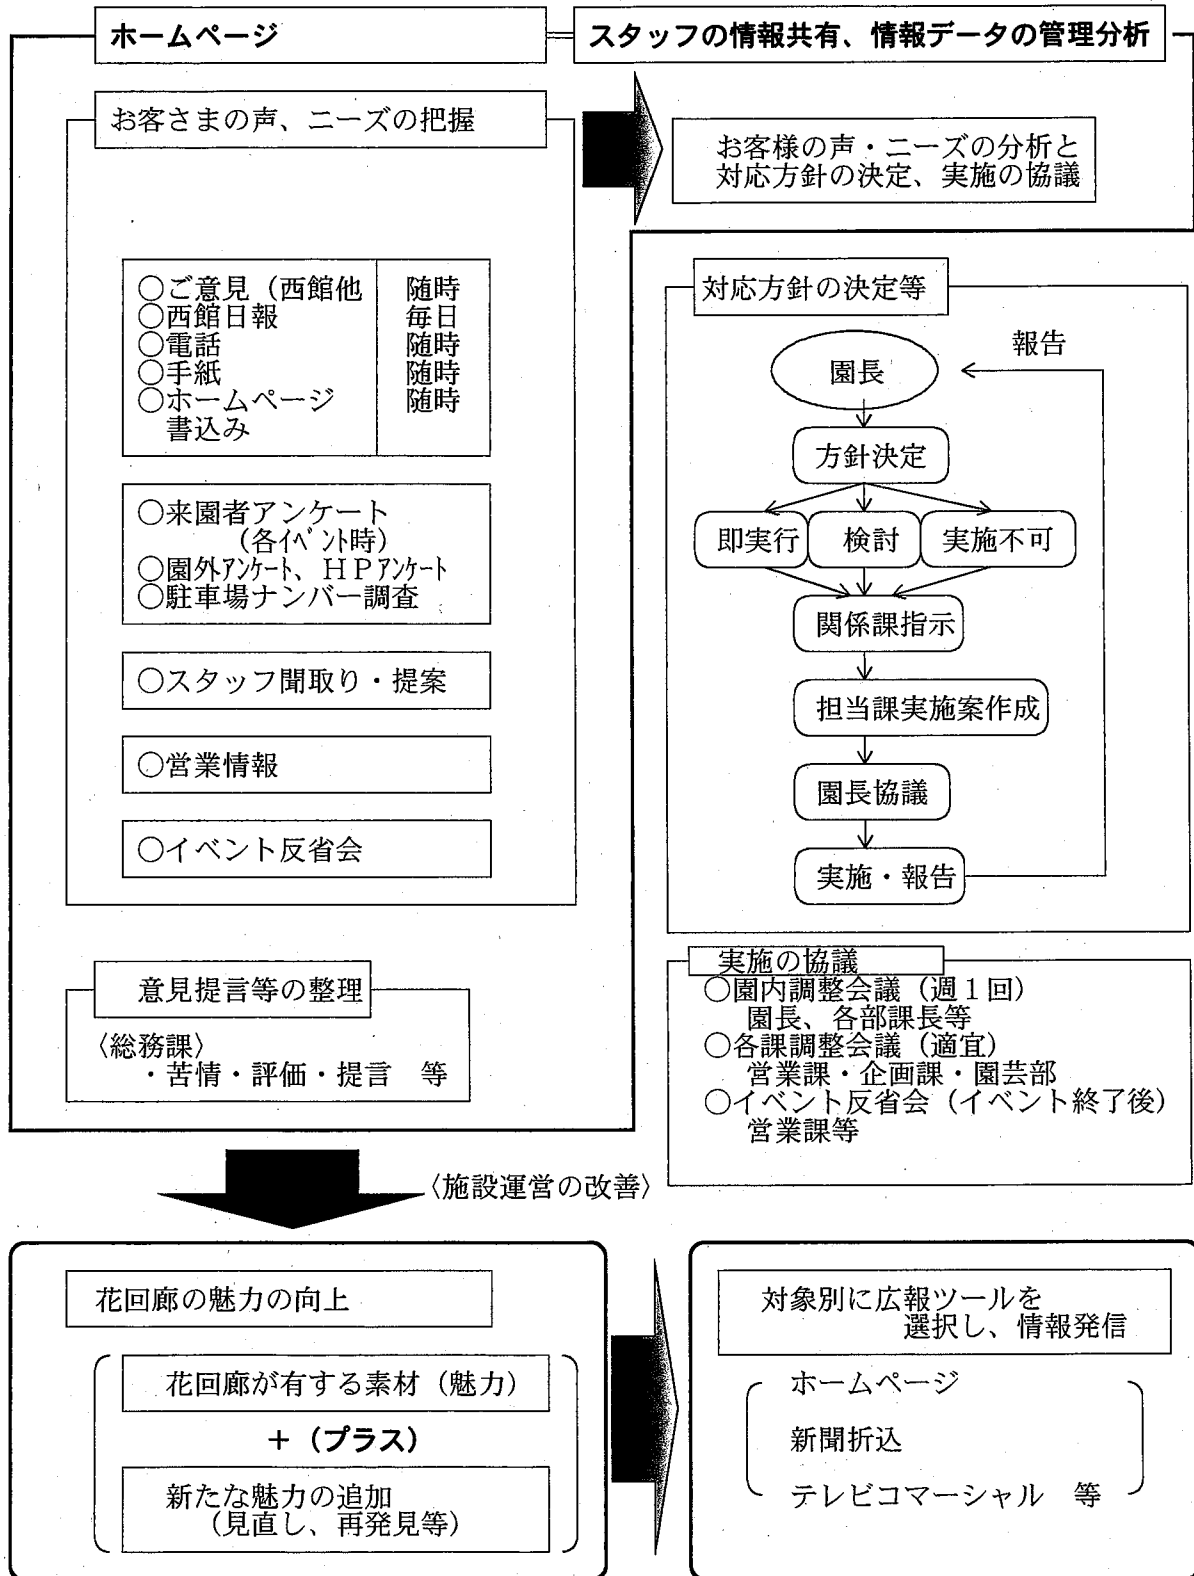 ホームページ
スタッフの情報共有、情報データの管理分析
お客さまの声、ニーズの把握
お客様の声・ニーズの分析と
対応方針の決定、実施の協議
○ご意見（西館他 随時
○西館日報 毎日
○電話 随時
○手紙 随時
○ホームページ 随時
書込み
○来園者アンケート
（各ｲﾍﾞﾝﾄ時）
○園外ｱﾝｹｰﾄ、ＨＰｱﾝｹｰﾄ
○駐車場ナンバー調査
○スタッフ聞取り・提案
○営業情報
○イベント反省会
意見提言等の整理
〈総務課〉
・苦情・評価・提言　等
対応方針の決定等
報告
園長
方針決定
即実行
検討
実施不可
関係課指示
担当課実施案作成
園長協議
実施・報告
実施の協議
○園内調整会議（週１回）
園長、各部課長等
○各課調整会議（適宜）
営業課・企画課・園芸部
○イベント反省会（イベント終了後）
営業課等
〈施設運営の改善〉
花回廊の魅力の向上
花回廊が有する素材（魅力）
＋（プラス）
新たな魅力の追加
（見直し、再発見等）
対象別に広報ツールを
選択し、情報発信
ホームページ
新聞折込
テレビコマーシャル　等